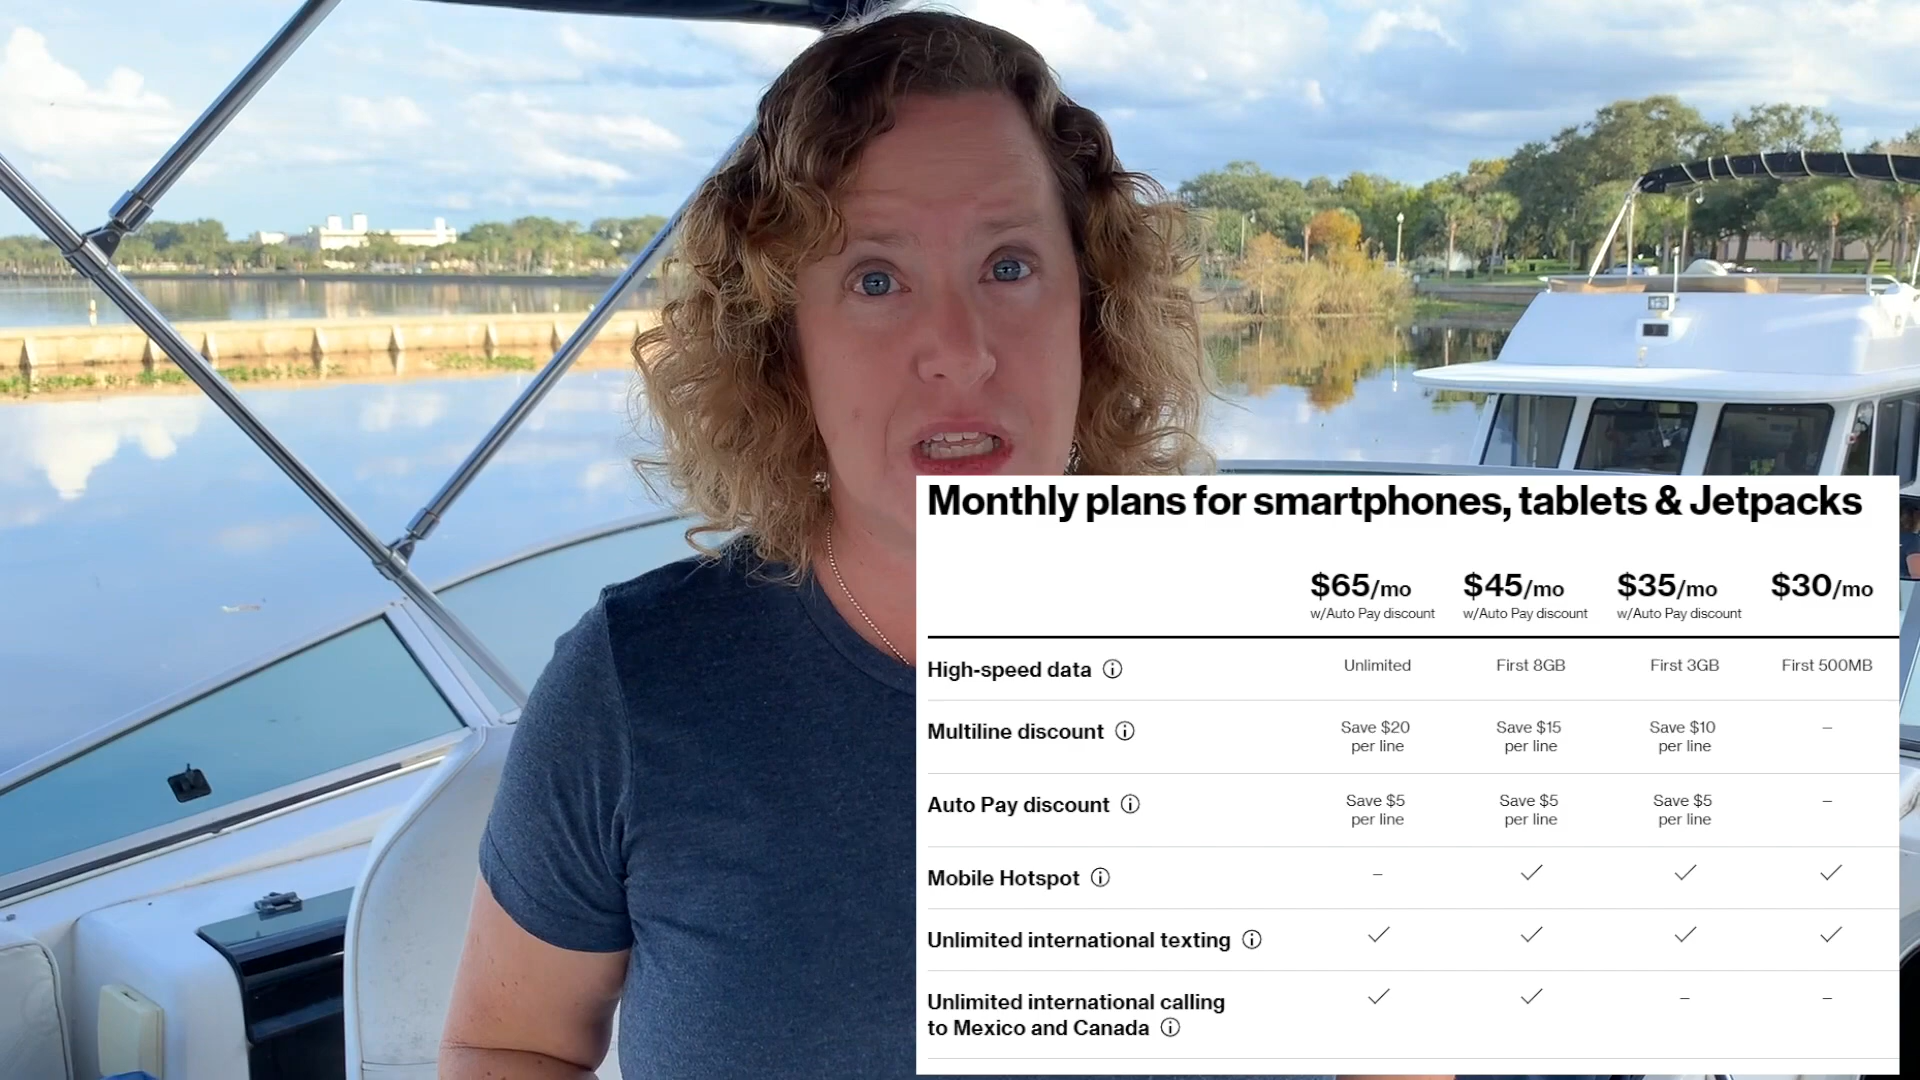 Monthly plans for smartphones, tablets & Jetpacks
$65/mo $45/mo $35/mo $30/mo
w/Auto Pay discount w/Auto Pay discount w/Auto Pay discount
High-speed data Unlimited First 8GB First 3GB First 500MB
Multiline discount Save $20 per line Save $15 per line Save $10 per line –
Auto Pay discount Save $5 per line Save $5 per line Save $5 per line –
Mobile Hotspot – ✓ ✓ ✓
Unlimited international texting ✓ ✓ ✓ ✓
Unlimited international calling ✓ ✓ – –
to Mexico and Canada